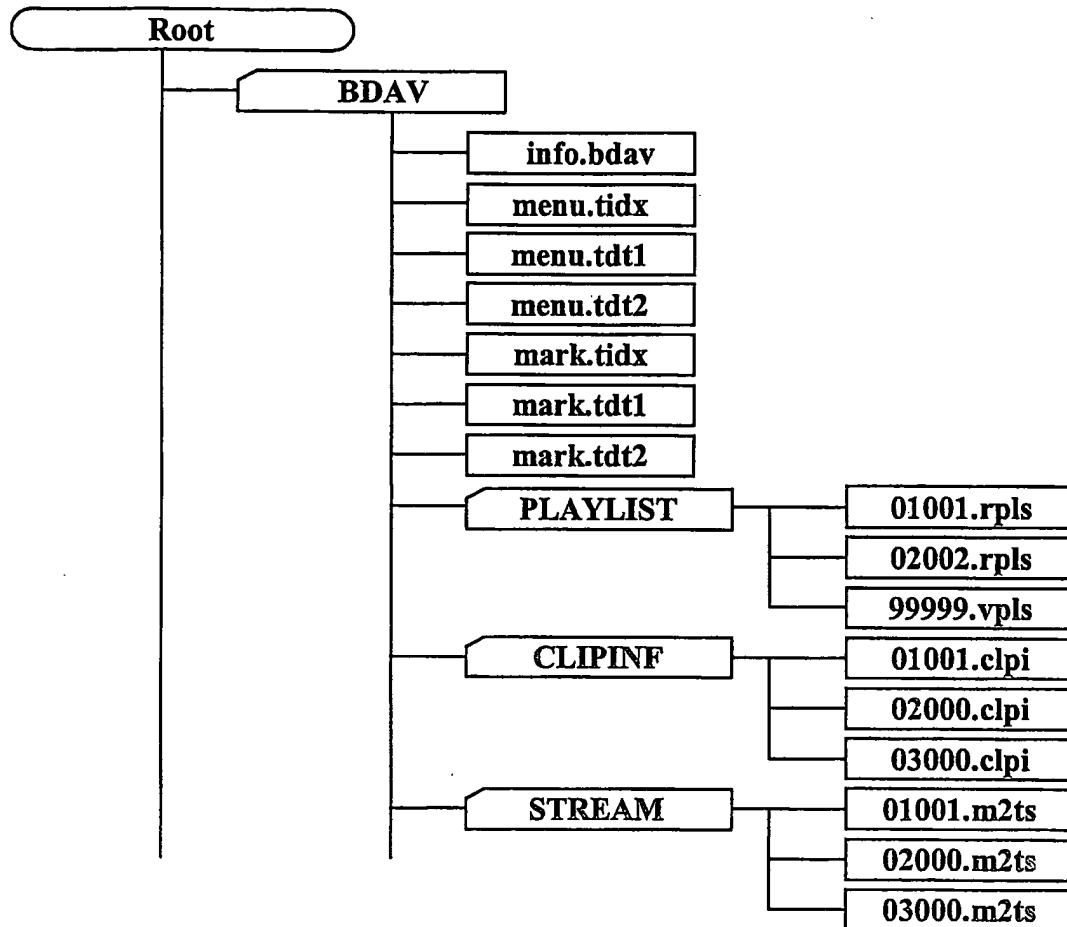 Root
BDAV
info.bdav
menu.tidx
menu.tdt1
menu.tdt2
mark.tidx
mark.tdt1
mark.tdt2
PLAYLIST
01001.rpls
02002.rpls
99999.vpls
CLIPINF
01001.clpi
02000.clpi
03000.clpi
STREAM
01001.m2ts
02000.m2ts
03000.m2ts